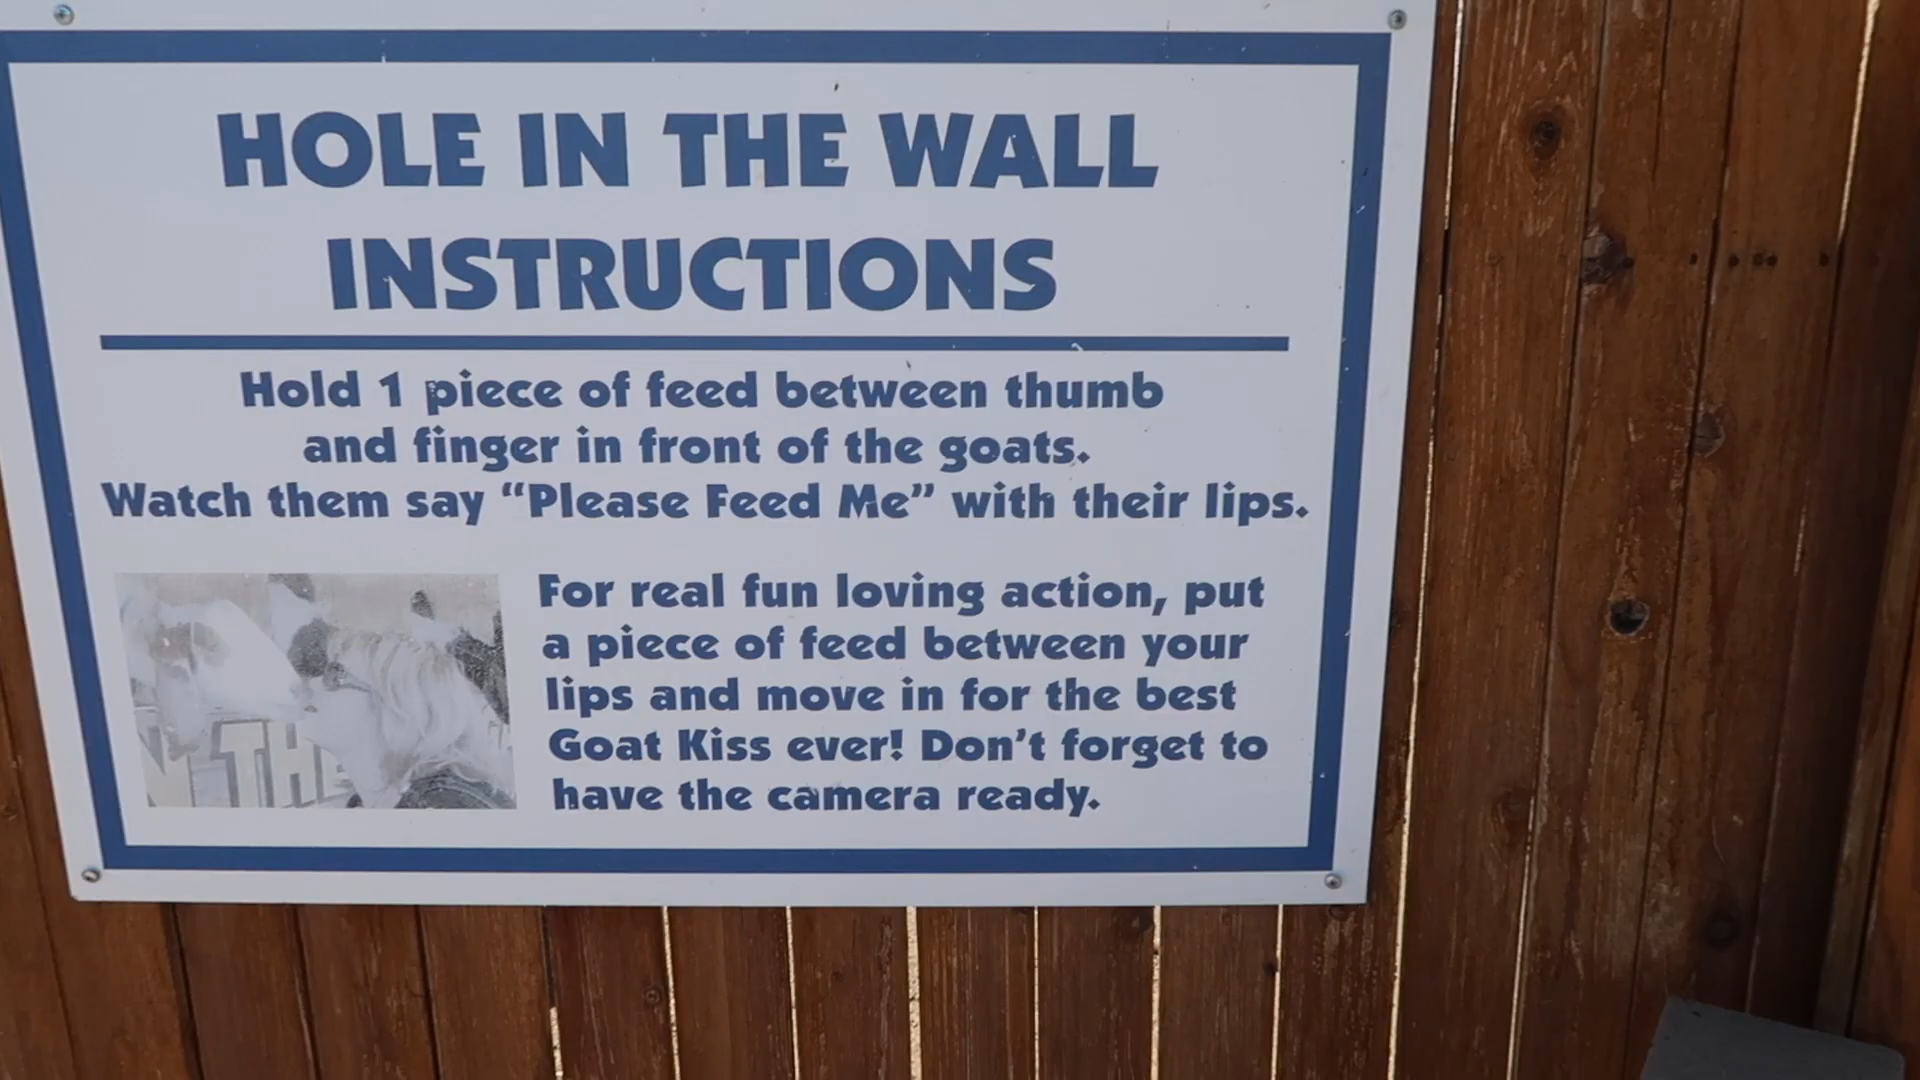 HOLE IN THE WALL
INSTRUCTIONS
Hold 1 piece of feed between thumb
and finger in front of the goats.
Watch them say “Please Feed Me” with their lips.
For real fun loving action, put
a piece of feed between your
lips and move in for the best
Goat Kiss ever! Don’t forget to
have the camera ready.
N THE